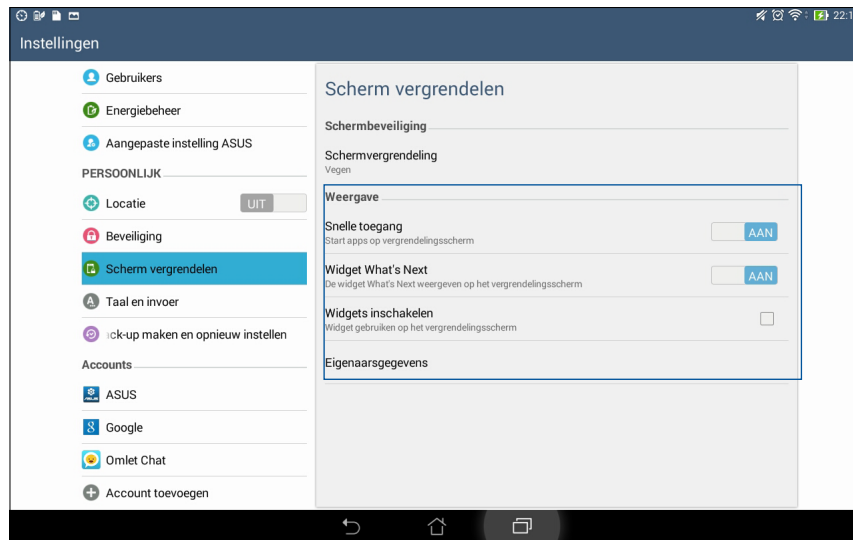 22:1
Instellingen
Gebruikers
Energiebeheer
Aangepaste instelling ASUS
PERSOONLIJK
Locatie UIT
Beveiliging
Scherm vergrendelen
Taal en invoer
ck-up maken en opnieuw instellen
Accounts
ASUS
Google
Omlet Chat
Account toevoegen
Scherm vergrendelen
Schermbeveiliging
Schermvergrendeling
Vegen
Weergave
Snelle toegang AAN
Start apps op vergrendelingsscherm
Widget What's Next AAN
De widget What's Next weergeven op het vergrendelingsscherm
Widgets inschakelen
Widget gebruiken op het vergrendelingsscherm
Eigenaarsgegevens